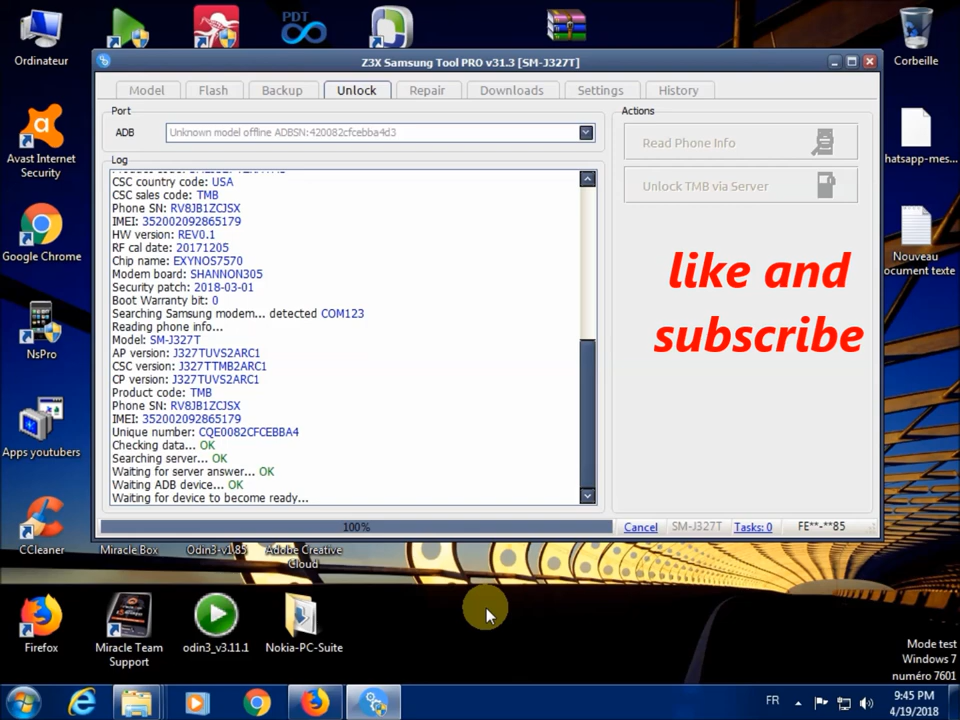 PDT
Ordinateur
Corbeille
Z3X Samsung Tool PRO v31.3 [SM-J327T]
Model
Flash
Backup
Unlock
Repair
Downloads
Settings
History
Port
ADB
Unknown model offline ADBSN:420082cfcebba4d3
Actions
Read Phone Info
Unlock TMB via Server
Log
CSC country code: USA
CSC sales code: TMB
Phone SN: RV8JB1ZCJSX
IMEI: 352002092865179
HW version: REV0.1
RF cal date: 20171205
Chip name: EXYNOS7570
Modem board: SHANNON305
Security patch: 2018-03-01
Boot Warranty bit: 0
Searching Samsung modem... detected COM123
Reading phone info...
Model: SM-J327T
AP version: J327TUVS2ARC1
CSC version: J327TTMB2ARC1
CP version: J327TUVS2ARC1
Product code: TMB
Phone SN: RV8JB1ZCJSX
IMEI: 352002092865179
Unique number: CQE0082CFCEBBA4
Checking data... OK
Searching server... OK
Waiting for server answer... OK
Waiting ADB device... OK
Waiting for device to become ready...
100%
Cancel
SM-J327T
Tasks: 0
FE**-**85
like and
subscribe
Avast Internet
Security
hatsapp-mes...
Google Chrome
Nouveau
ocument texte
NsPro
Apps youtubers
CCleaner
Miracle Box
Odin3-v1.85
Adobe Creative
Cloud
Firefox
Miracle Team
Support
odin3_v3.11.1
Nokia-PC-Suite
Mode test
Windows 7
numéro 7601
FR
9:45 PM
4/19/2018